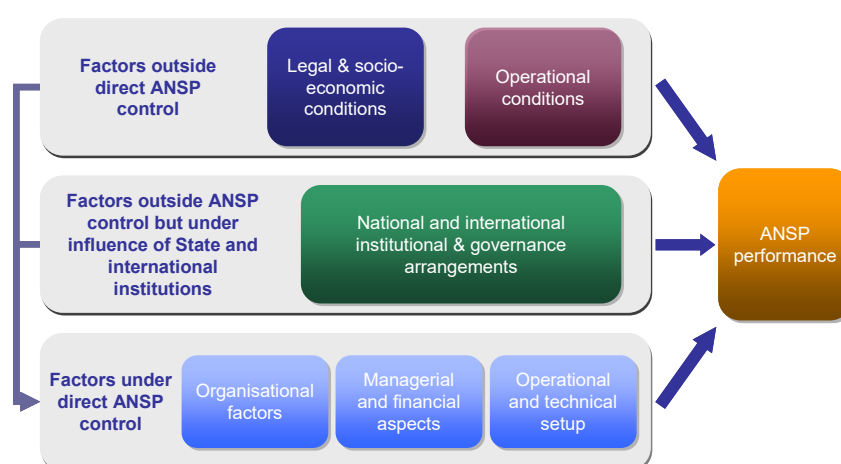 Factors outside
direct ANSP
control
Legal & socio-
economic
conditions
Operational
conditions
Factors outside ANSP
control but under
influence of State and
international
institutions
National and international
institutional & governance
arrangements
ANSP
performance
Factors under
direct ANSP
control
Organisational
factors
Managerial
and financial
aspects
Operational
and technical
setup